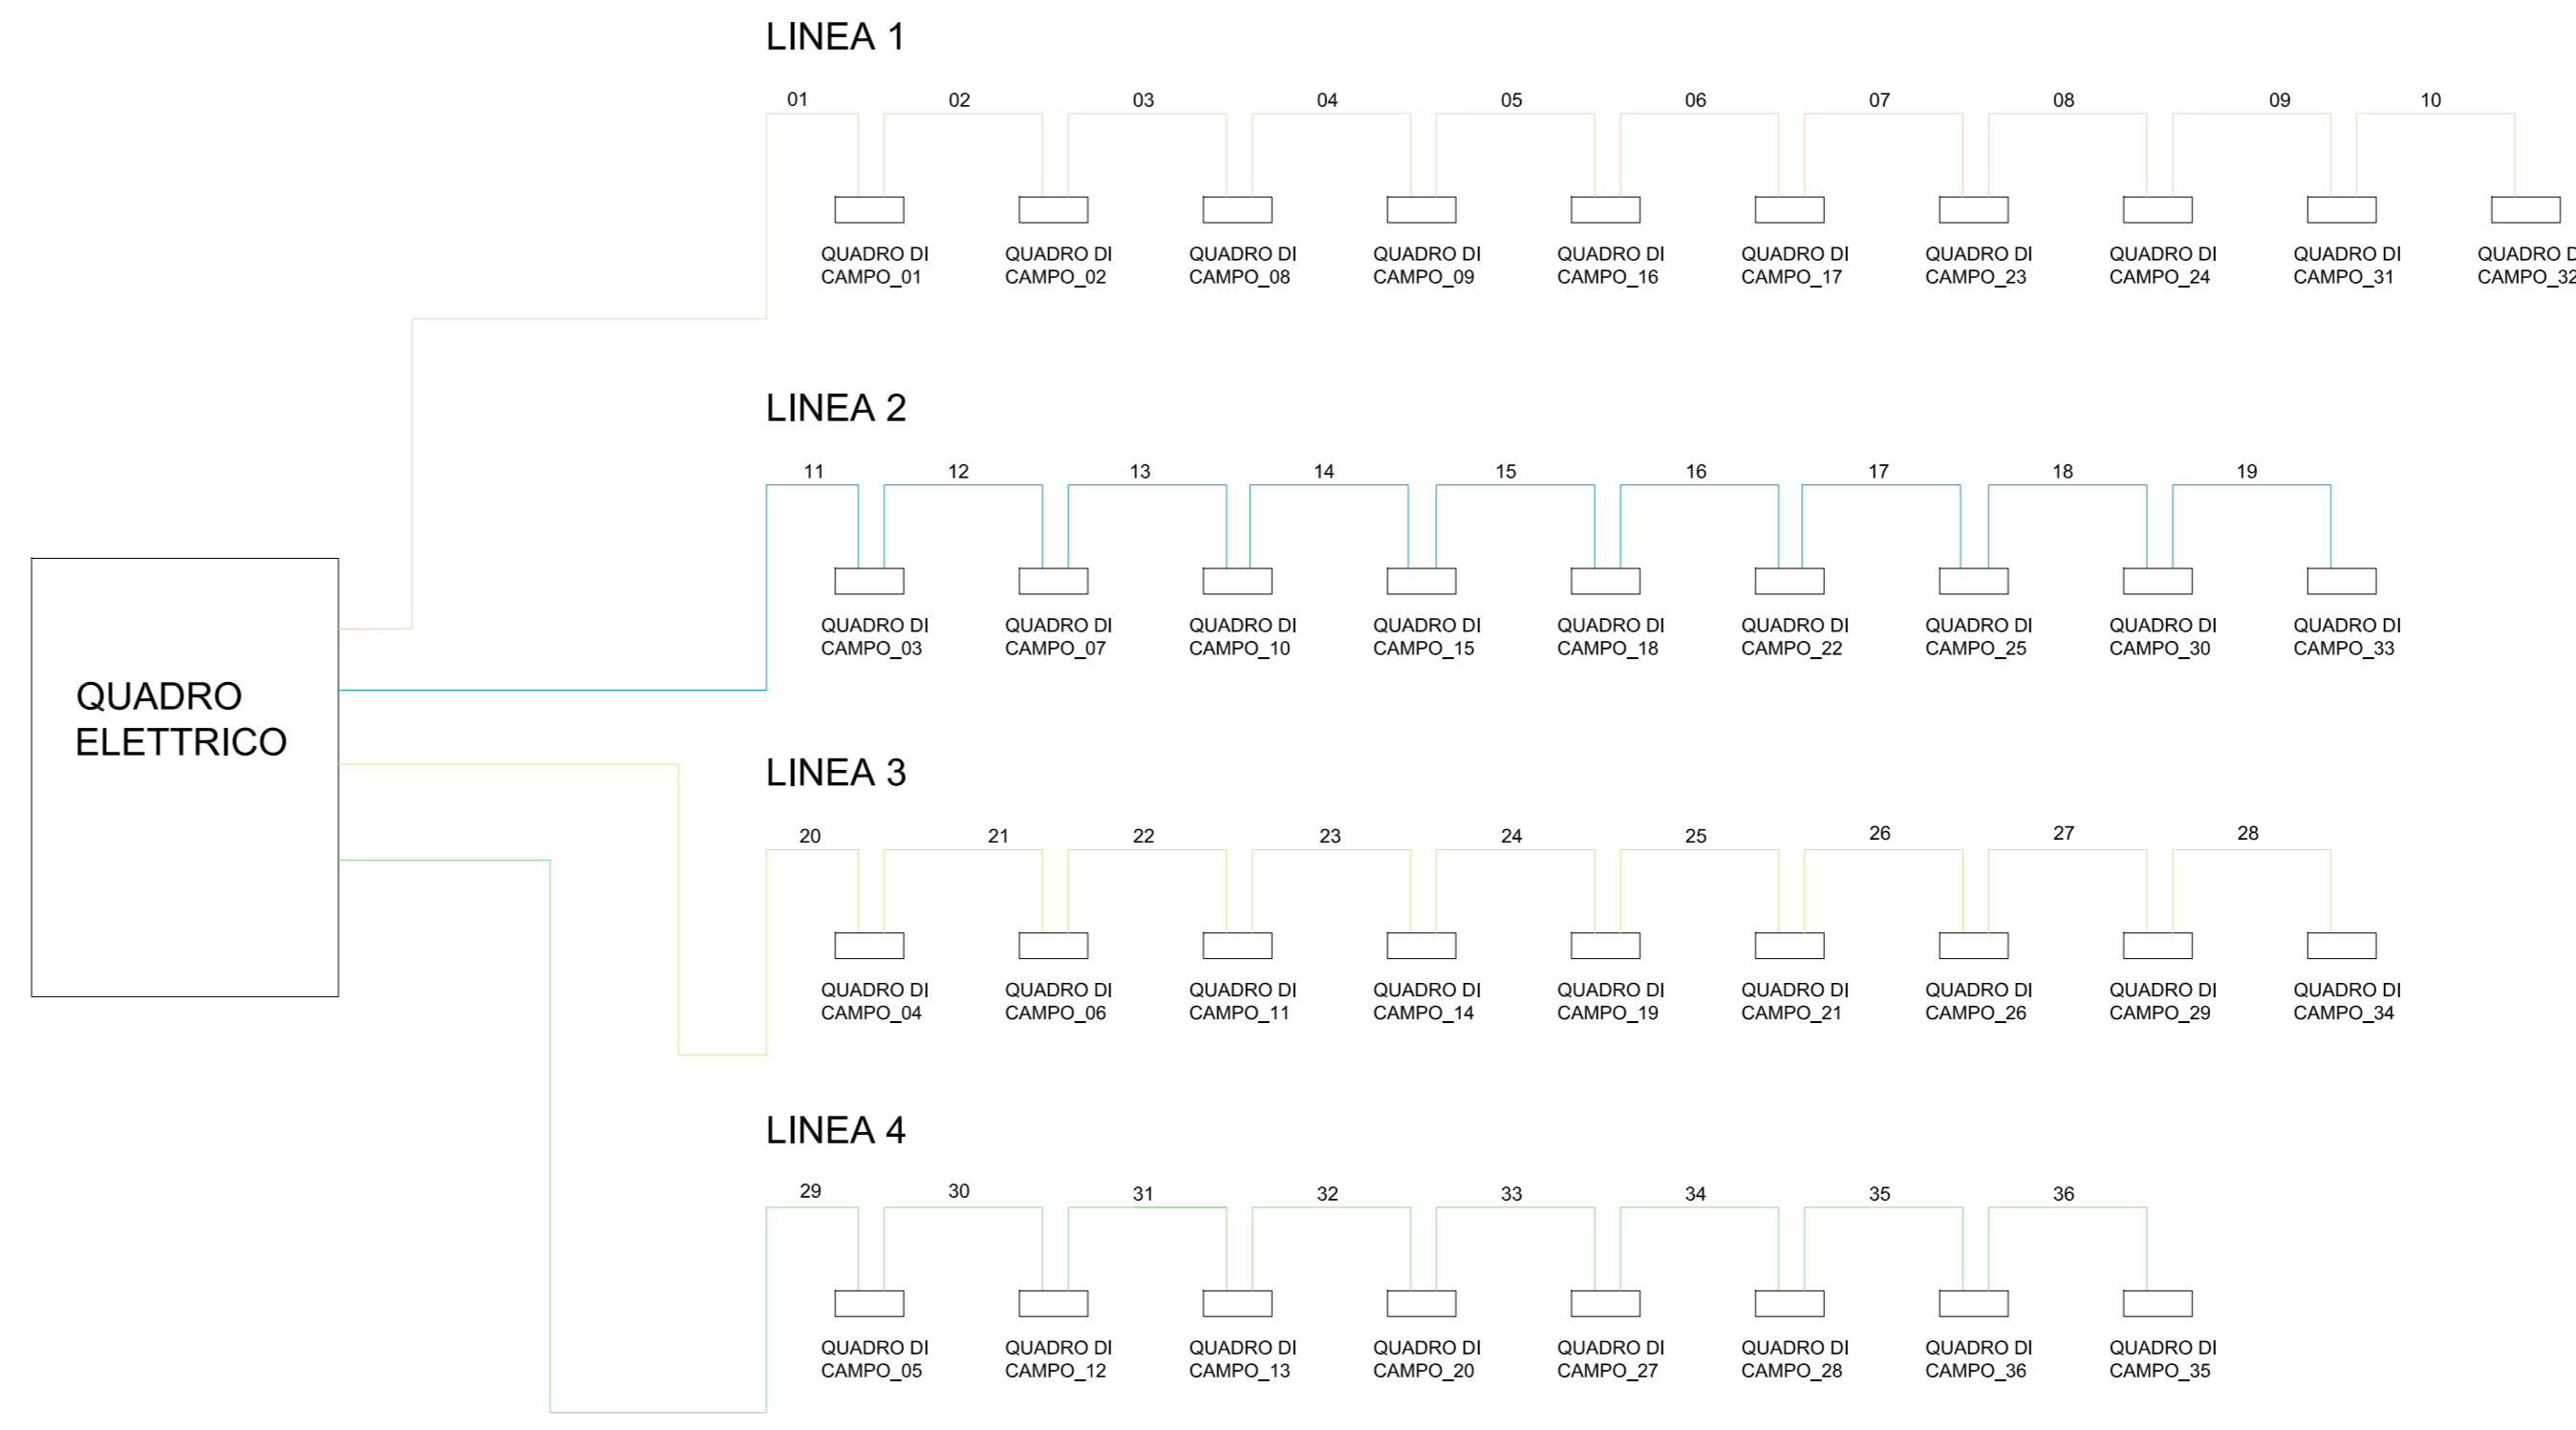 LINEA 1
01 02 03 04 05 06 07 08 09 10
QUADRO DI QUADRO DI QUADRO DI QUADRO DI QUADRO DI QUADRO DI QUADRO DI QUADRO DI QUADRO DI QUADRO D
CAMPO_01 CAMPO_02 CAMPO_08 CAMPO_09 CAMPO_16 CAMPO_17 CAMPO_23 CAMPO_24 CAMPO_31 CAMPO_32
LINEA 2
11 12 13 14 15 16 17 18 19
QUADRO DI QUADRO DI QUADRO DI QUADRO DI QUADRO DI QUADRO DI QUADRO DI QUADRO DI QUADRO DI
CAMPO_03 CAMPO_07 CAMPO_10 CAMPO_15 CAMPO_18 CAMPO_22 CAMPO_25 CAMPO_30 CAMPO_33
QUADRO
ELETTRICO
LINEA 3
20 21 22 23 24 25 26 27 28
QUADRO DI QUADRO DI QUADRO DI QUADRO DI QUADRO DI QUADRO DI QUADRO DI QUADRO DI QUADRO DI
CAMPO_04 CAMPO_06 CAMPO_11 CAMPO_14 CAMPO_19 CAMPO_21 CAMPO_26 CAMPO_29 CAMPO_34
LINEA 4
29 30 31 32 33 34 35 36
QUADRO DI QUADRO DI QUADRO DI QUADRO DI QUADRO DI QUADRO DI QUADRO DI QUADRO DI
CAMPO_05 CAMPO_12 CAMPO_13 CAMPO_20 CAMPO_27 CAMPO_28 CAMPO_36 CAMPO_35